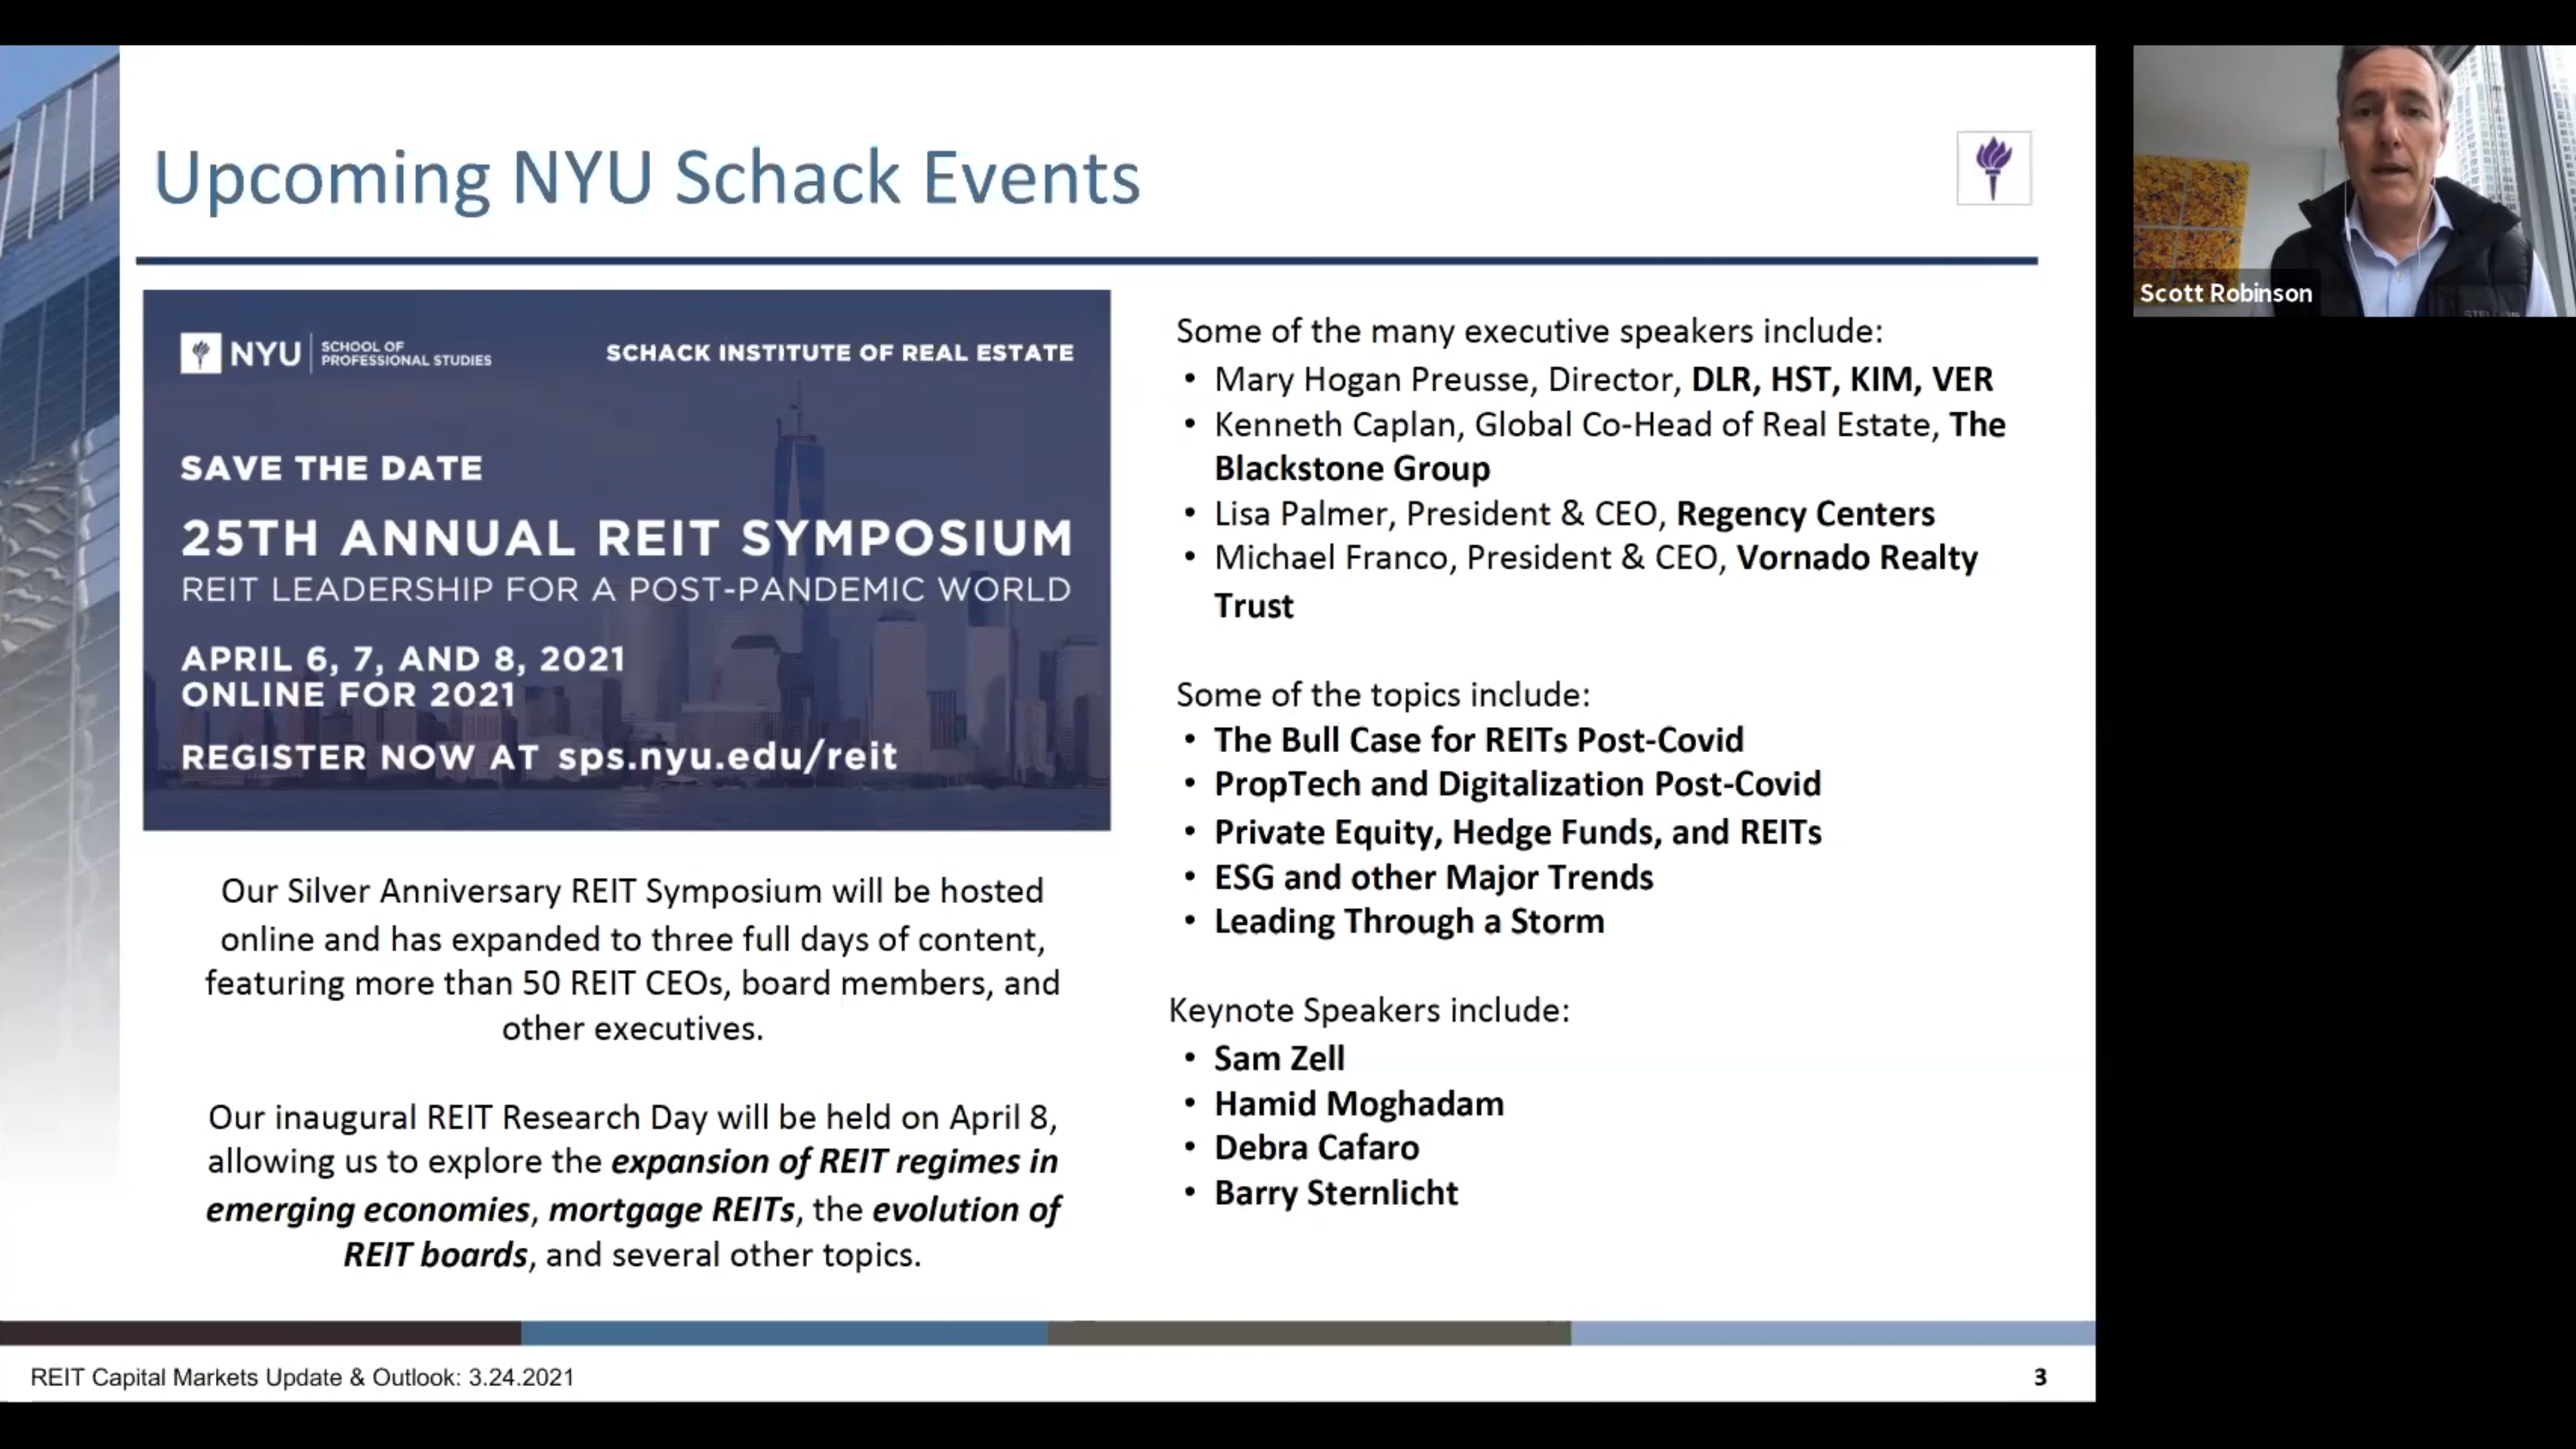 Upcoming NYU Schack Events
NYU
SCHOOL OF
PROFESSIONAL STUDIES
SCHACK INSTITUTE OF REAL ESTATE
SAVE THE DATE
25TH ANNUAL REIT SYMPOSIUM
REIT LEADERSHIP FOR A POST-PANDEMIC WORLD
APRIL 6, 7, AND 8, 2021
ONLINE FOR 2021
REGISTER NOW AT sps.nyu.edu/reit
Our Silver Anniversary REIT Symposium will be hosted
online and has expanded to three full days of content,
featuring more than 50 REIT CEOs, board members, and
other executives.
Our inaugural REIT Research Day will be held on April 8,
allowing us to explore the expansion of REIT regimes in
emerging economies, mortgage REITs, the evolution of
REIT boards, and several other topics.
Some of the many executive speakers include:
• Mary Hogan Preusse, Director, DLR, HST, KIM, VER
• Kenneth Caplan, Global Co-Head of Real Estate, The
Blackstone Group
• Lisa Palmer, President & CEO, Regency Centers
• Michael Franco, President & CEO, Vornado Realty
Trust
Some of the topics include:
• The Bull Case for REITs Post-Covid
• PropTech and Digitalization Post-Covid
• Private Equity, Hedge Funds, and REITs
• ESG and other Major Trends
• Leading Through a Storm
Keynote Speakers include:
• Sam Zell
• Hamid Moghadam
• Debra Cafaro
• Barry Sternlicht
REIT Capital Markets Update & Outlook: 3.24.2021
3
Scott Robinson